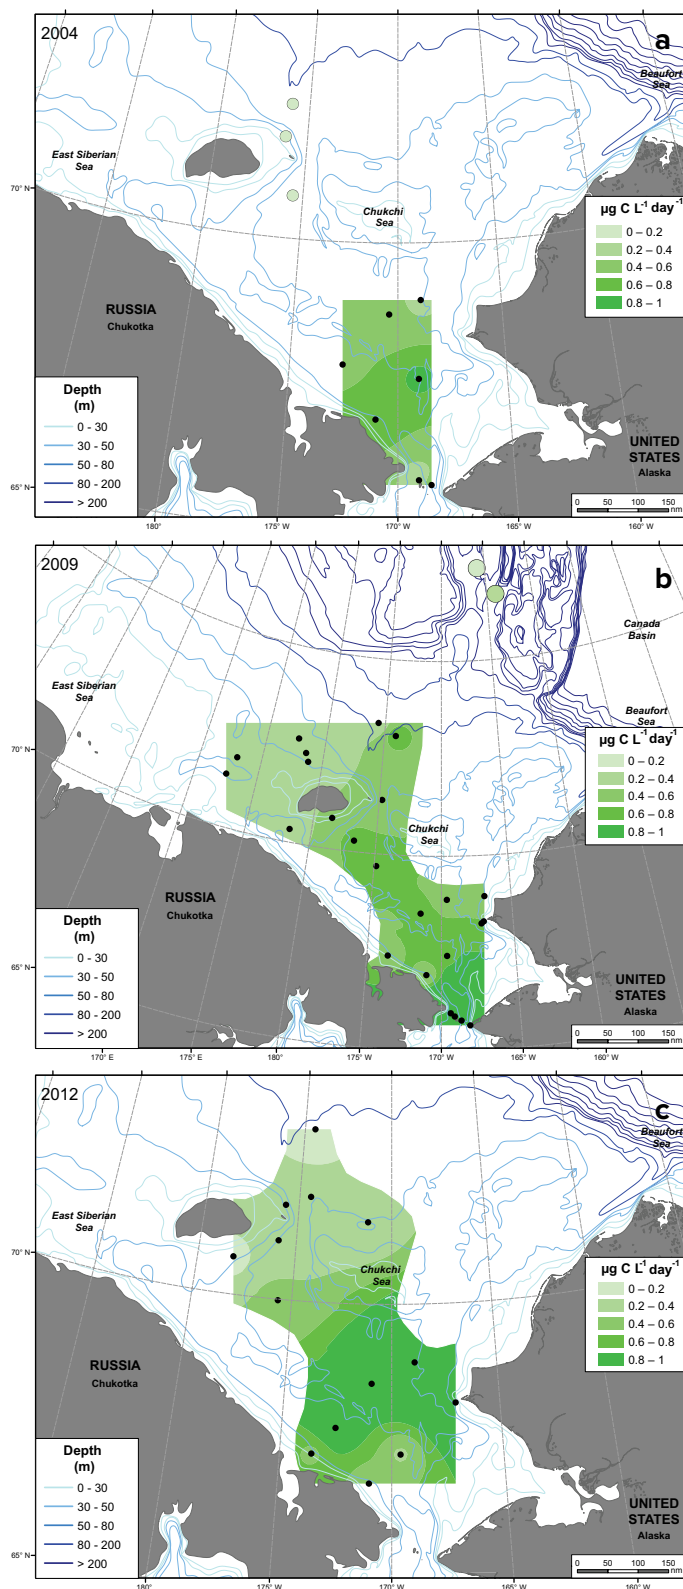 2004
a
Beaufort
Sea
East Siberian
Sea
70° N
Chukchi
Sea
µg C L-1 day-1
0 – 0.2
0.2 – 0.4
0.4 – 0.6
0.6 – 0.8
0.8 – 1
RUSSIA
Chukotka
Depth
(m)
0 - 30
30 - 50
50 - 80
80 - 200
> 200
UNITED
STATES
Alaska
65° N
0 50 100 150
nm
180° 175° W 170° W 165° W 160° W
2009
b
Canada
Basin
East Siberian
Sea
Beaufort
Sea
70° N
µg C L-1 day-1
0 – 0.2
0.2 – 0.4
0.4 – 0.6
0.6 – 0.8
0.8 – 1
Chukchi
Sea
RUSSIA
Chukotka
Depth
(m)
0 - 30
30 - 50
50 - 80
80 - 200
> 200
65° N
UNITED
STATES
Alaska
0 50 100 150
nm
170° E 180° 175° W 170° W 165° W 160° W
2012
c
Beaufort
Sea
East Siberian
Sea
70° N
Chukchi
Sea
µg C L-1 day-1
0 – 0.2
0.2 – 0.4
0.4 – 0.6
0.6 – 0.8
0.8 – 1
RUSSIA
Chukotka
Depth
(m)
0 - 30
30 - 50
50 - 80
80 - 200
> 200
UNITED
STATES
Alaska
65° N
0 50 100 150
nm
180° 175° W 170° W 165° W 160° W